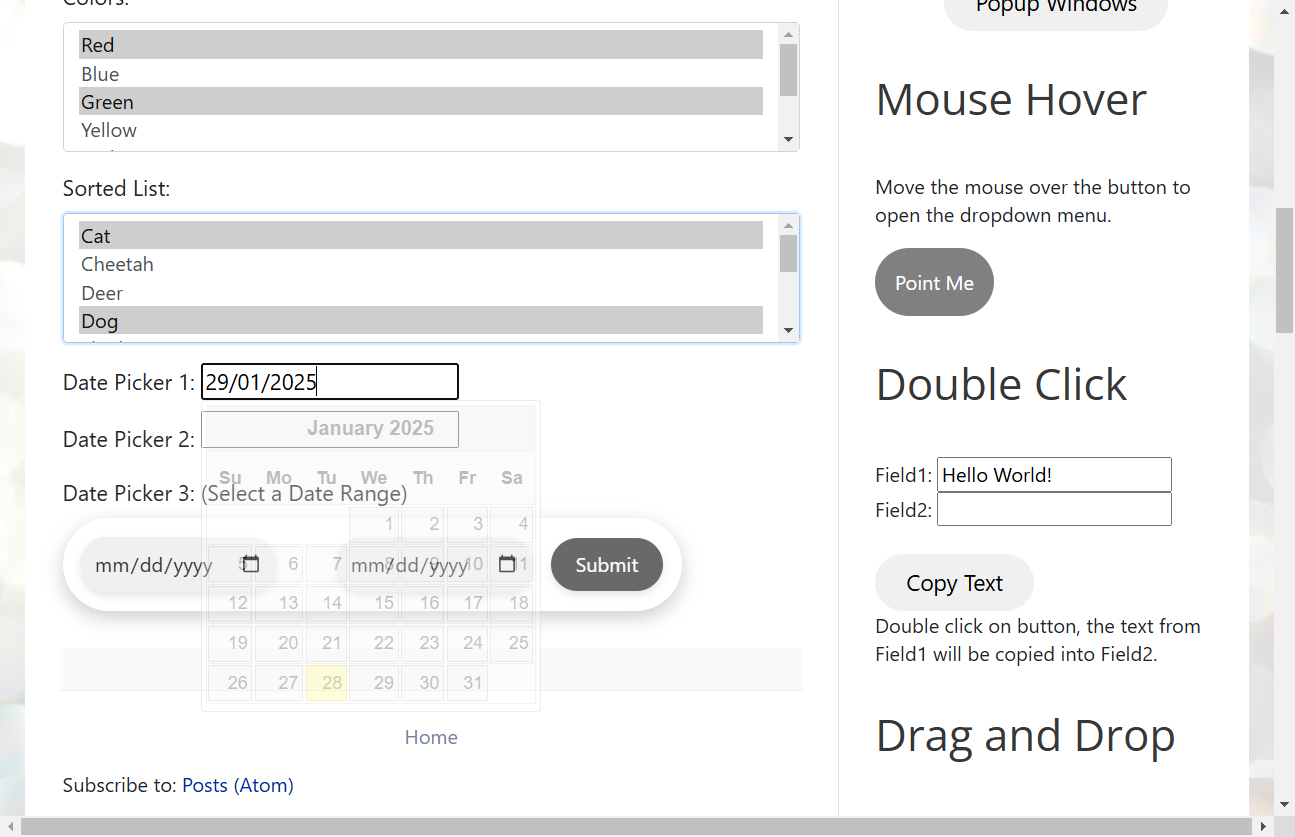 Colors:
Red
Blue
Green
Yellow
Sorted List:
Cat
Cheetah
Deer
Dog
Date Picker 1: 29/01/2025
Date Picker 2:
January 2025
Su Mo Tu We Th Fr Sa
Date Picker 3: (Select a Date Range)
1 2 3 4
5 6 7 8 9 10 11
mm/dd/yyyy mm/dd/yyyy Submit
12 13 14 15 16 17 18
19 20 21 22 23 24 25
26 27 28 29 30 31
Home
Subscribe to: Posts (Atom)
Popup Windows
Mouse Hover
Move the mouse over the button to
open the dropdown menu.
Point Me
Double Click
Field1: Hello World!
Field2:
Copy Text
Double click on button, the text from
Field1 will be copied into Field2.
Drag and Drop